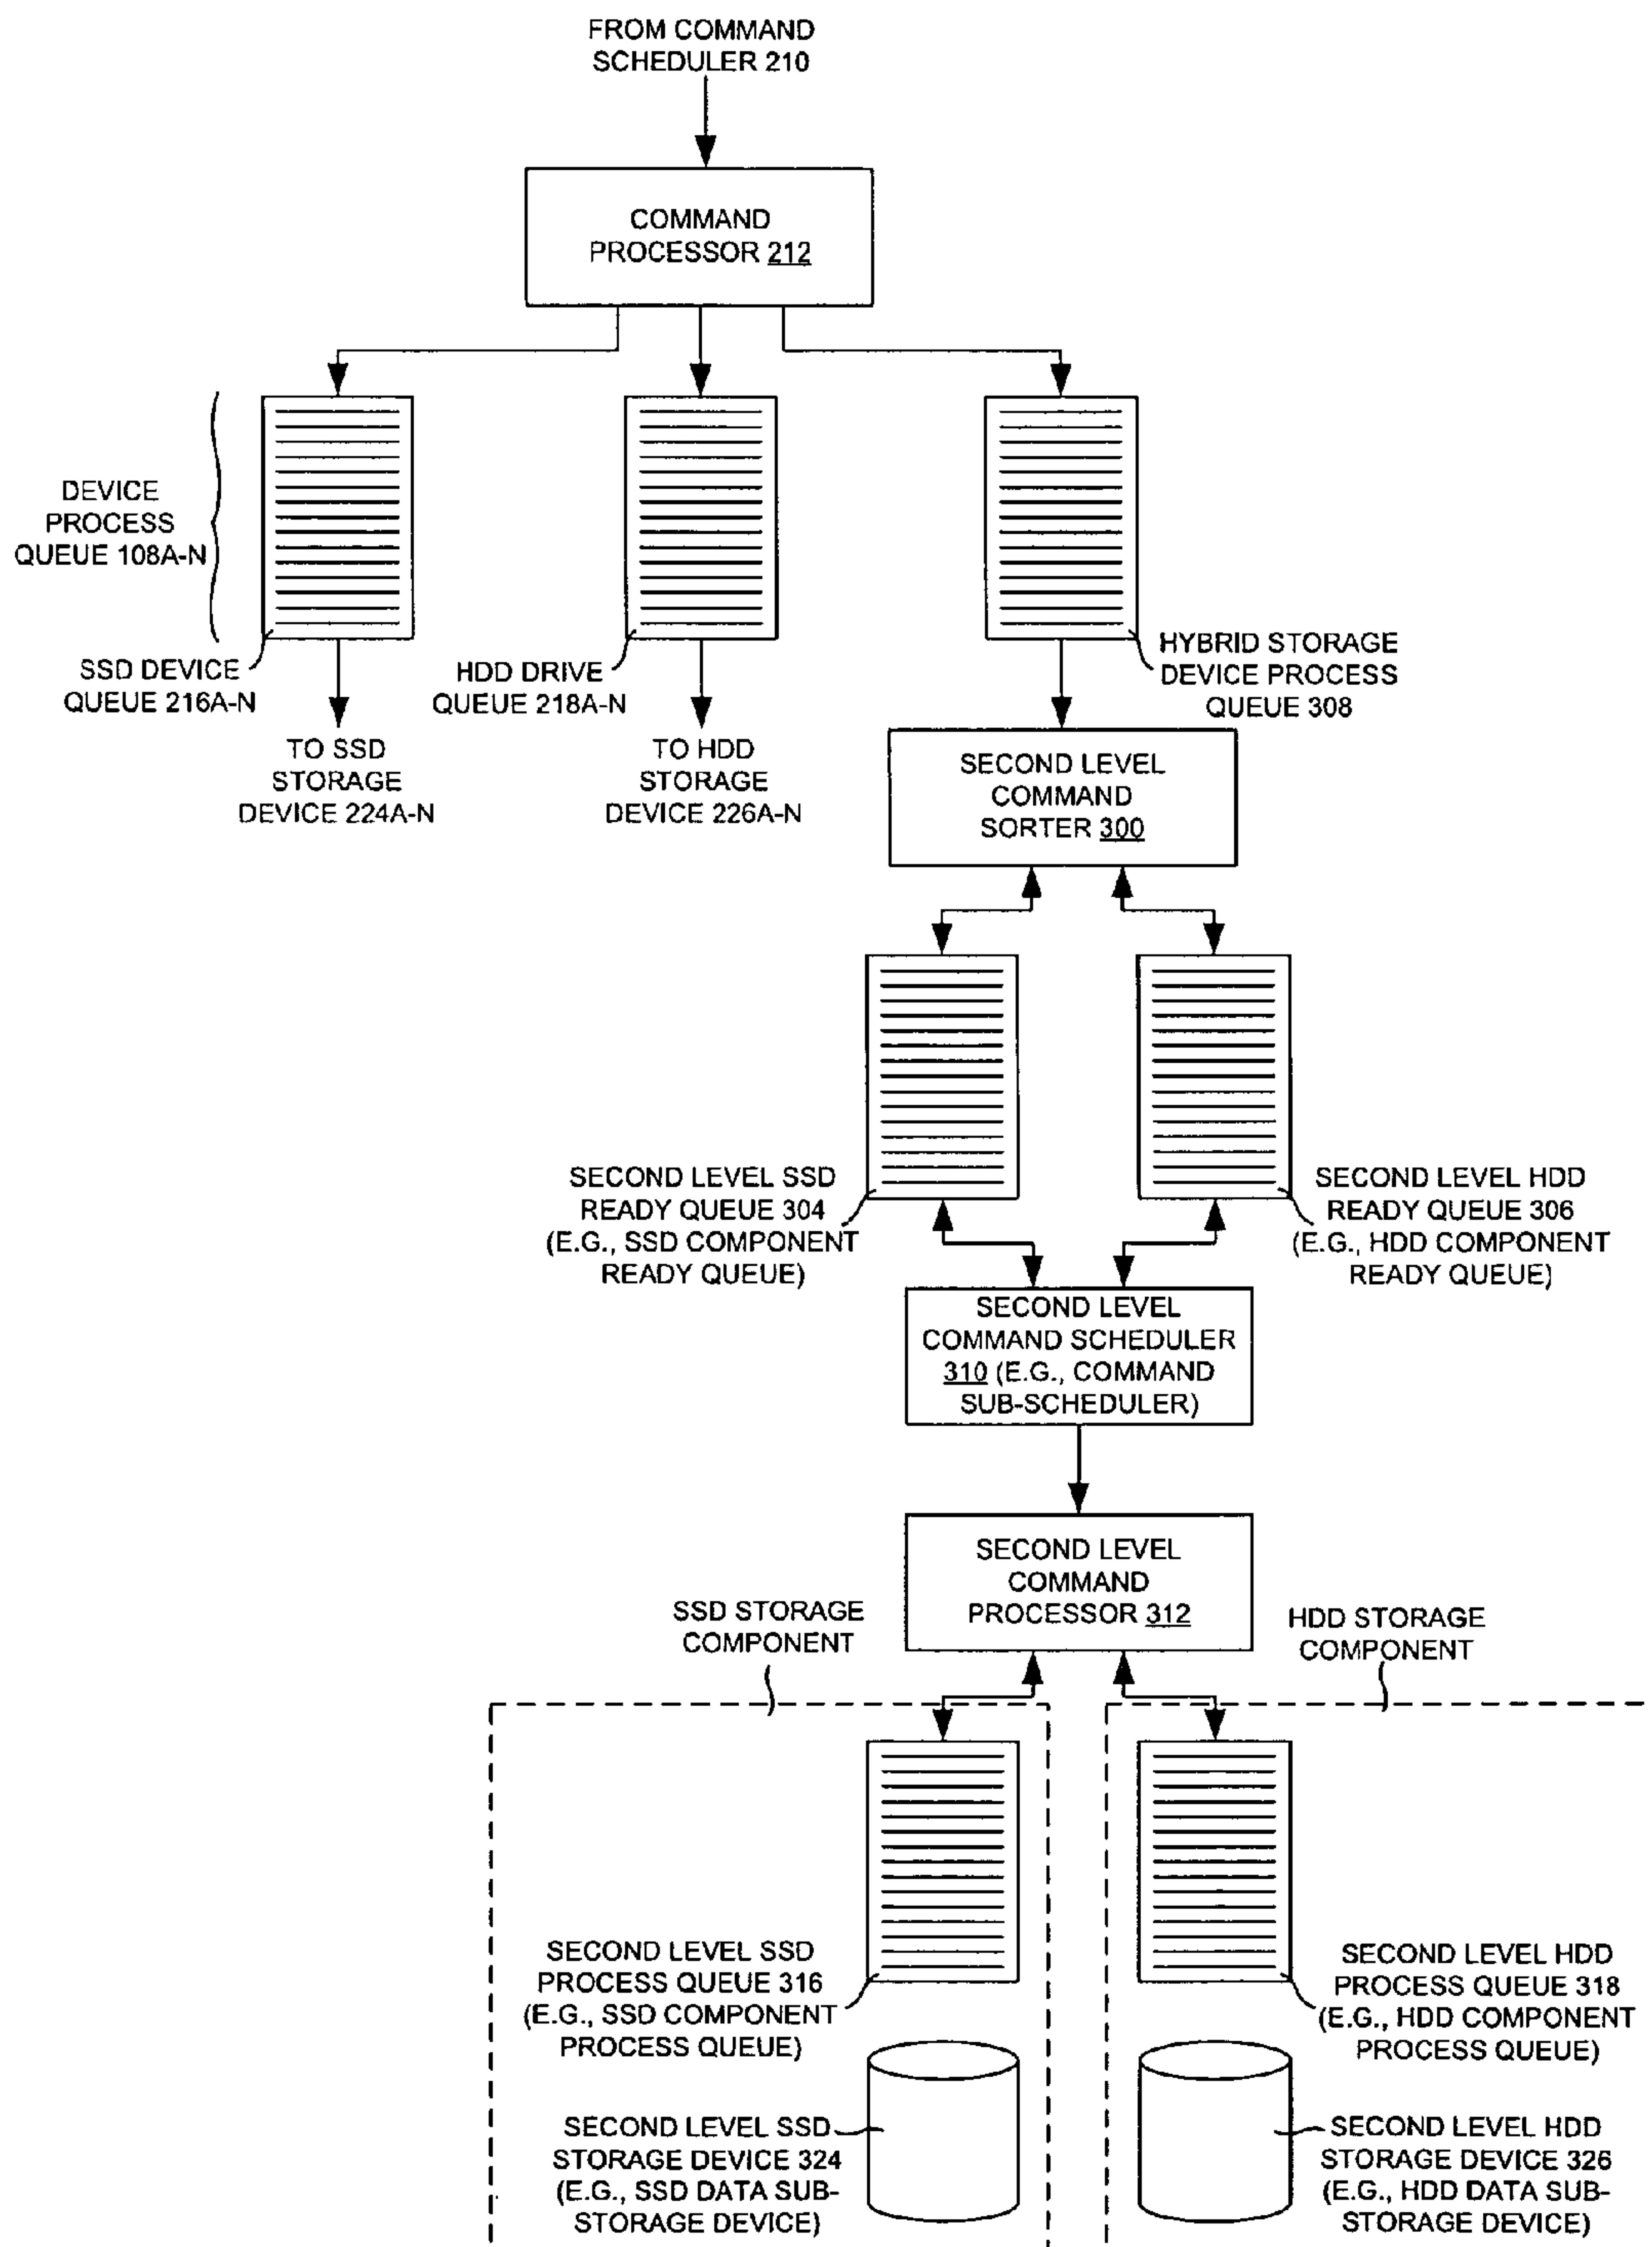 FROM COMMAND
SCHEDULER 210
COMMAND
PROCESSOR 212
DEVICE
PROCESS
QUEUE 108A-N
SSD DEVICE
QUEUE 216A-N
HDD DRIVE
QUEUE 218A-N
HYBRID STORAGE
DEVICE PROCESS
QUEUE 308
TO SSD
STORAGE
DEVICE 224A-N
TO HDD
STORAGE
DEVICE 226A-N
SECOND LEVEL
COMMAND
SORTER 300
SECOND LEVEL SSD
READY QUEUE 304
(E.G., SSD COMPONENT
READY QUEUE)
SECOND LEVEL HDD
READY QUEUE 306
(E.G., HDD COMPONENT
READY QUEUE)
SECOND LEVEL
COMMAND SCHEDULER
310 (E.G., COMMAND
SUB-SCHEDULER)
SECOND LEVEL
COMMAND
PROCESSOR 312
SSD STORAGE
COMPONENT
HDD STORAGE
COMPONENT
SECOND LEVEL SSD
PROCESS QUEUE 316
(E.G., SSD COMPONENT
PROCESS QUEUE)
SECOND LEVEL HDD
PROCESS QUEUE 318
(E.G., HDD COMPONENT
PROCESS QUEUE)
SECOND LEVEL SSD
STORAGE DEVICE 324
(E.G., SSD DATA SUB-
STORAGE DEVICE)
SECOND LEVEL HDD
STORAGE DEVICE 326
(E.G., HDD DATA SUB-
STORAGE DEVICE)